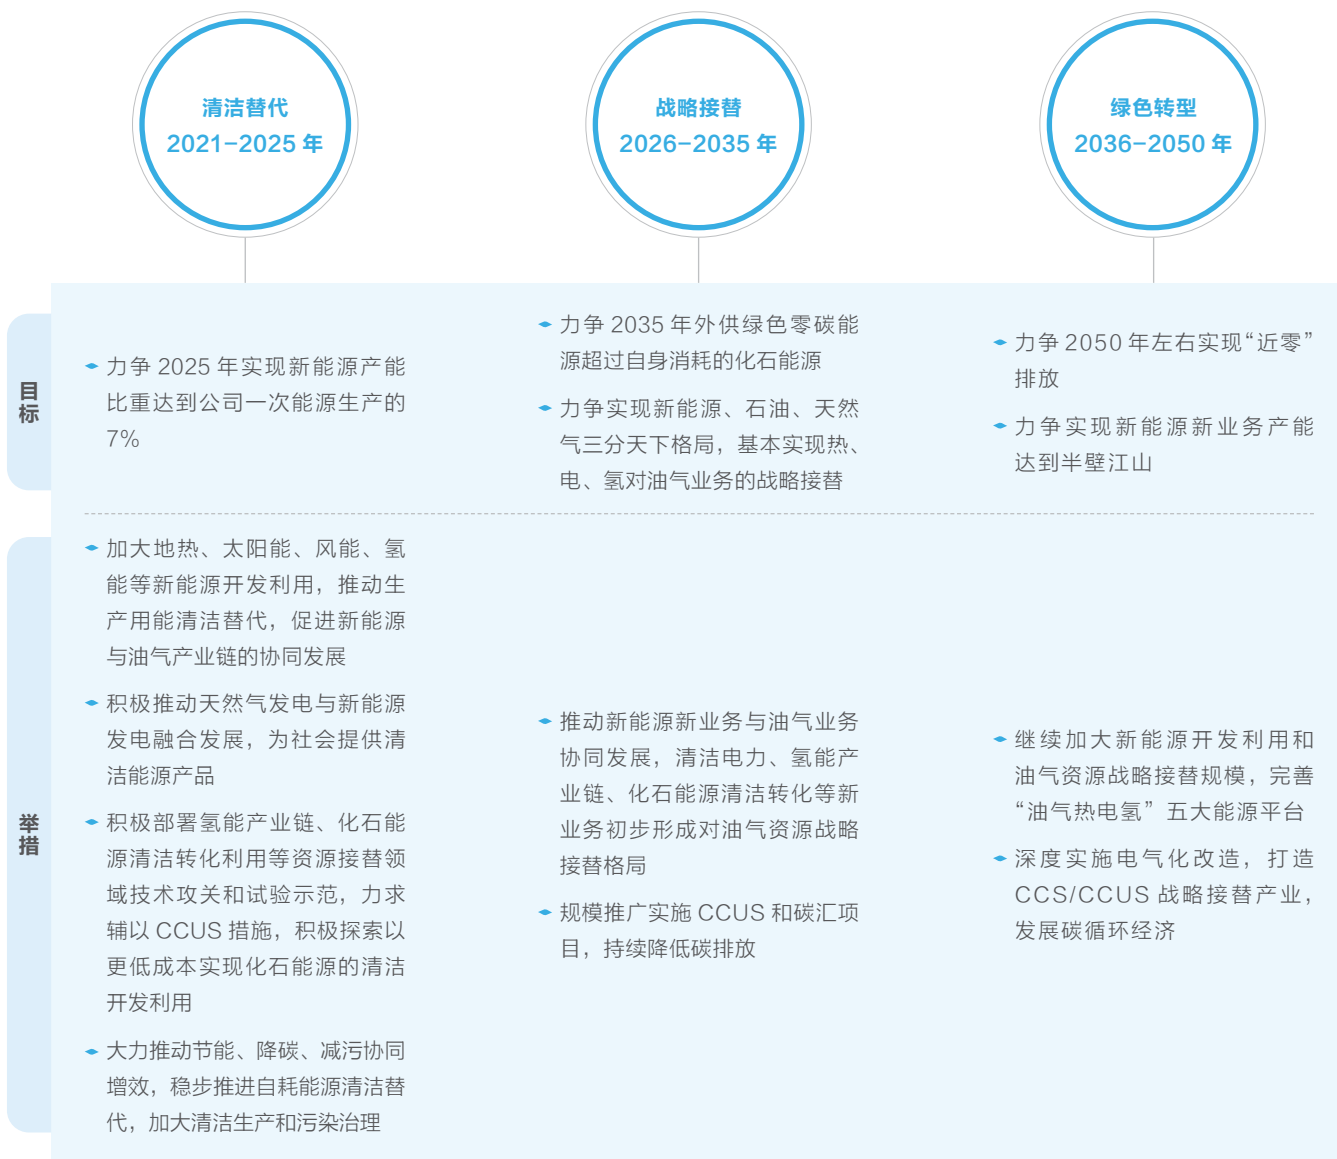 清洁替代
2021-2025 年
战略接替
2026-2035 年
绿色转型
2036-2050 年
目标
力争 2025 年实现新能源产能
比重达到公司一次能源生产的
7%
力争 2035 年外供绿色零碳能
源超过自身消耗的化石能源
力争实现新能源、石油、天然
气三分天下格局，基本实现热、
电、氢对油气业务的战略接替
力争 2050 年左右实现“近零”
排放
力争实现新能源新业务产能
达到半壁江山
举措
加大地热、太阳能、风能、氢
能等新能源开发利用，推动生
产用能清洁替代，促进新能源
与油气产业链的协同发展
积极推动天然气发电与新能源
发电融合发展，为社会提供清
洁能源产品
积极部署氢能产业链、化石能
源清洁转化利用等资源接替领
域技术攻关和试验示范，力求
辅以 CCUS 措施，积极探索以
更低成本实现化石能源的清洁
开发利用
大力推动节能、降碳、减污协同
增效，稳步推进自耗能源清洁替
代，加大清洁生产和污染治理
推动新能源新业务与油气业务
协同发展，清洁电力、氢能产
业链、化石能源清洁转化等新
业务初步形成对油气资源战略
接替格局
规模推广实施 CCUS 和碳汇项
目，持续降低碳排放
继续加大新能源开发利用和
油气资源战略接替规模，完善
“油气热电氢”五大能源平台
深度实施电气化改造，打造
CCS/CCUS 战略接替产业，
发展碳循环经济